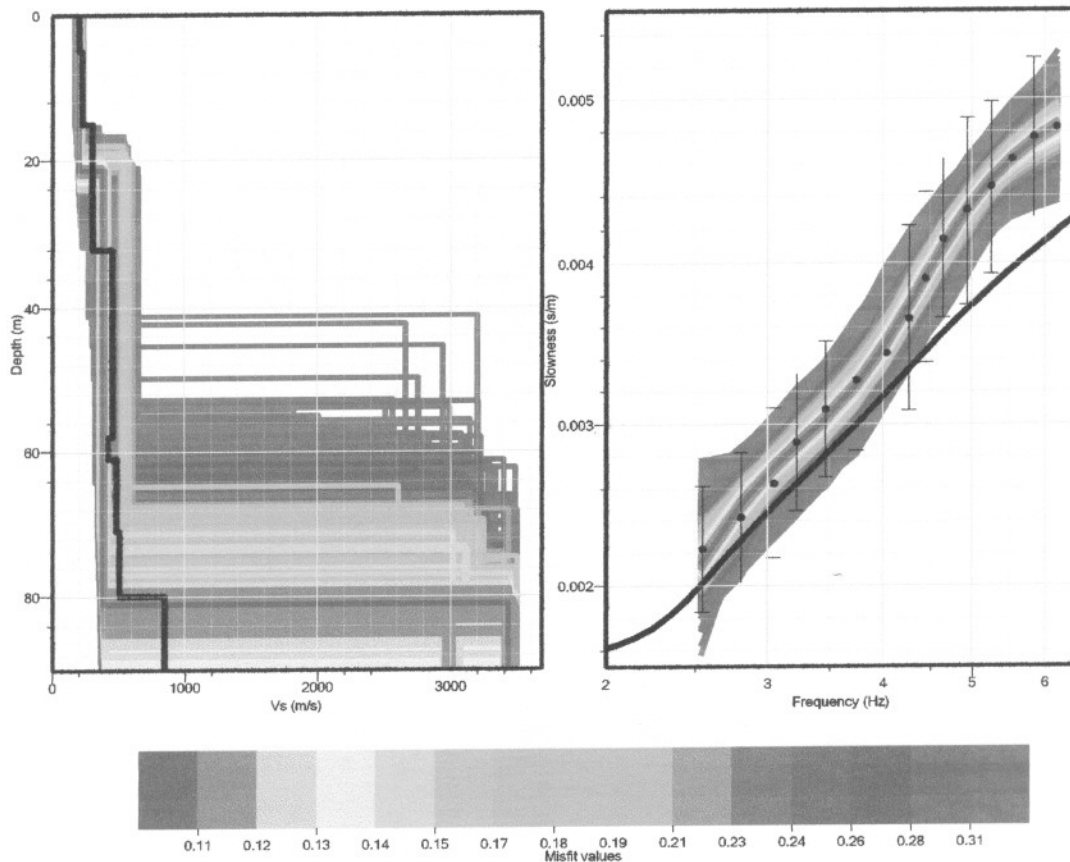 0
20
40
60
80
Depth (m)
0 1000 2000 3000
Vs (m/s)
0.005
0.004
0.003
0.002
Slowness (s/m)
2 3 4 5 6
Frequency (Hz)
0.11 0.12 0.13 0.14 0.15 0.17 0.18 0.19 0.21 0.23 0.24 0.26 0.28 0.31
Misfit values